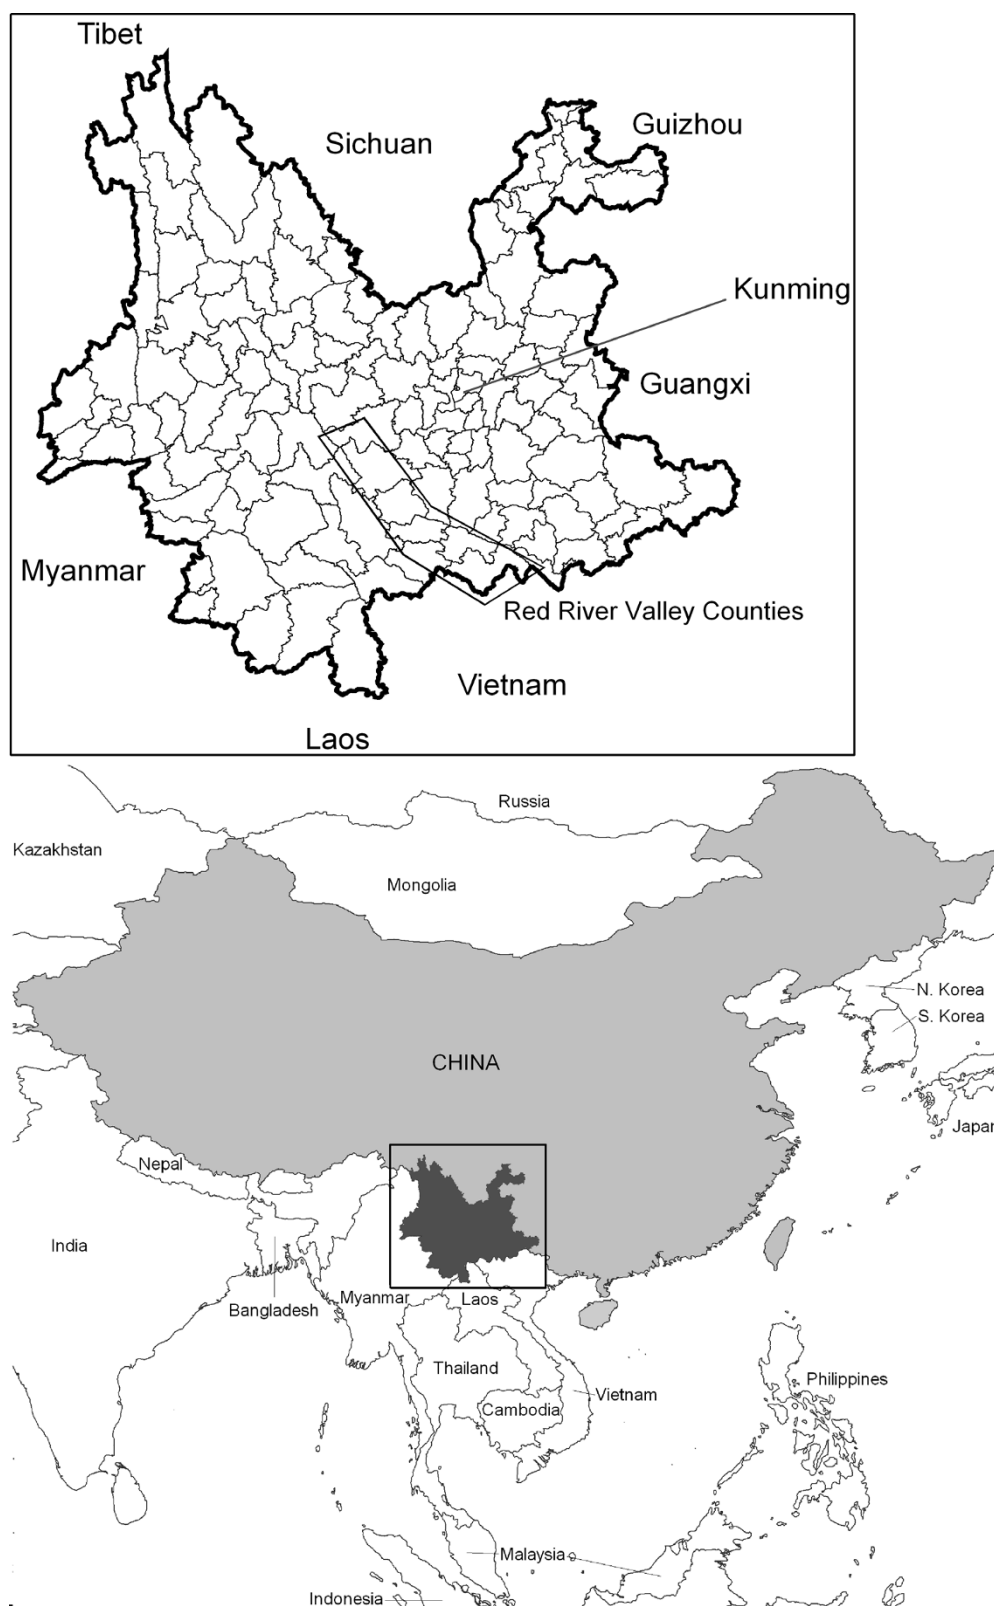 Tibet
Sichuan
Guizhou
Kunming
Guangxi
Myanmar
Red River Valley Counties
Vietnam
Laos
Russia
Kazakhstan
Mongolia
N. Korea
S. Korea
CHINA
Japan
Nepal
India
Bangladesh
Myanmar
Laos
Thailand
Vietnam
Philippines
Cambodia
Malaysia
Indonesia